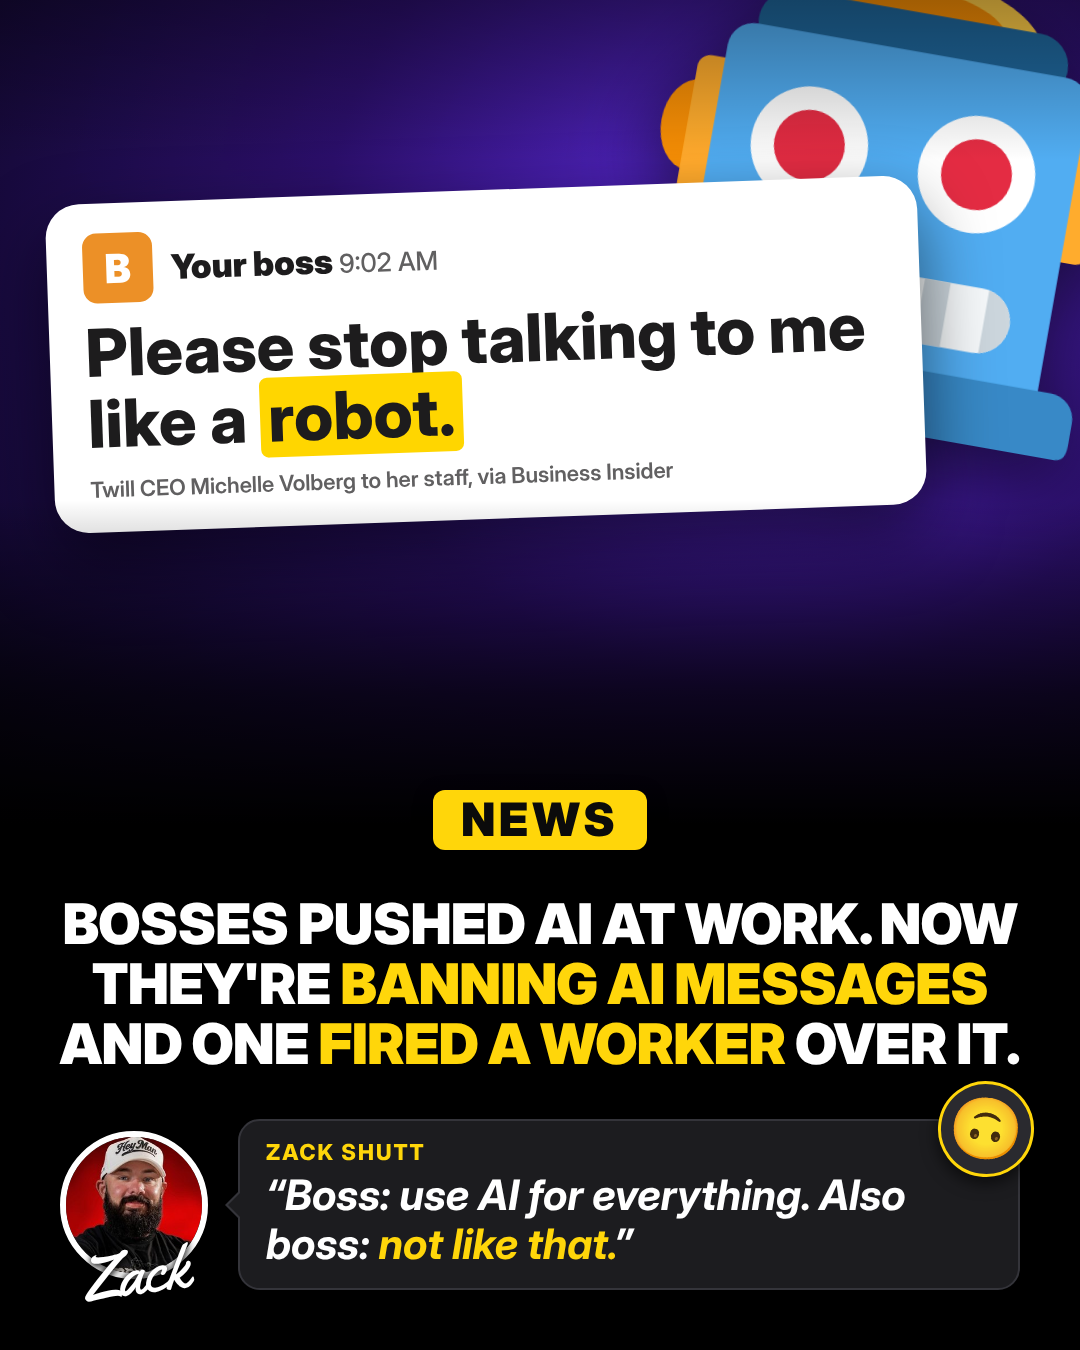 B
Your boss 9:02 AM
Please stop talking to me
like a robot.
Twill CEO Michelle Volberg to her staff, via Business Insider
NEWS
BOSSES PUSHED AI AT WORK. NOW
THEY'RE BANNING AI MESSAGES
AND ONE FIRED A WORKER OVER IT.
Hey Man
ZACK SHUTT
“Boss: use AI for everything. Also
boss: not like that.”
Zack